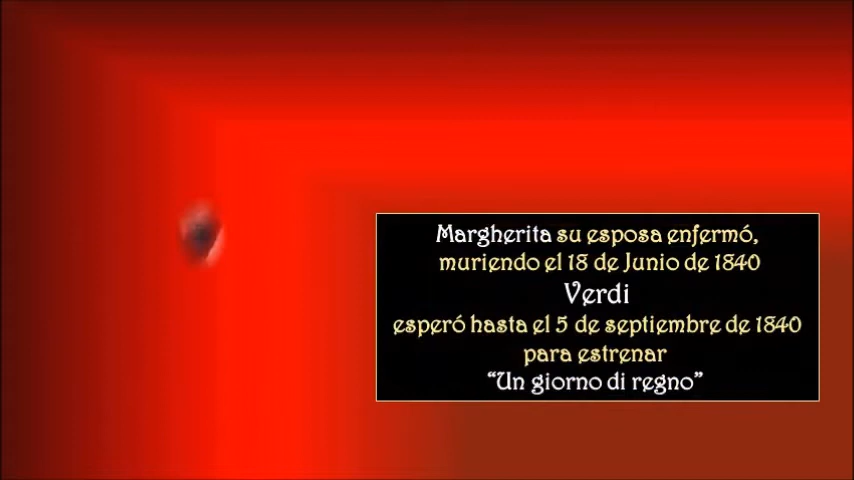 Margherita su esposa enfermó,
muriendo el 18 de Junio de 1840
Verdi
esperó hasta el 5 de septiembre de 1840
para estrenar
“Un giorno di regno”